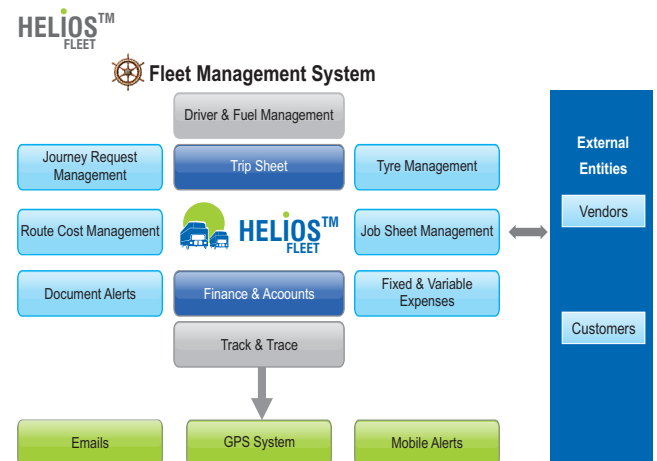 HELIOS™
FLEET
Fleet Management System
Driver & Fuel Management
Journey Request
Management
Trip Sheet
Tyre Management
Route Cost Management
HELIOS™
FLEET
Job Sheet Management
Document Alerts
Finance & Acoounts
Fixed & Variable
Expenses
Track & Trace
Emails
GPS System
Mobile Alerts
External
Entities
Vendors
Customers